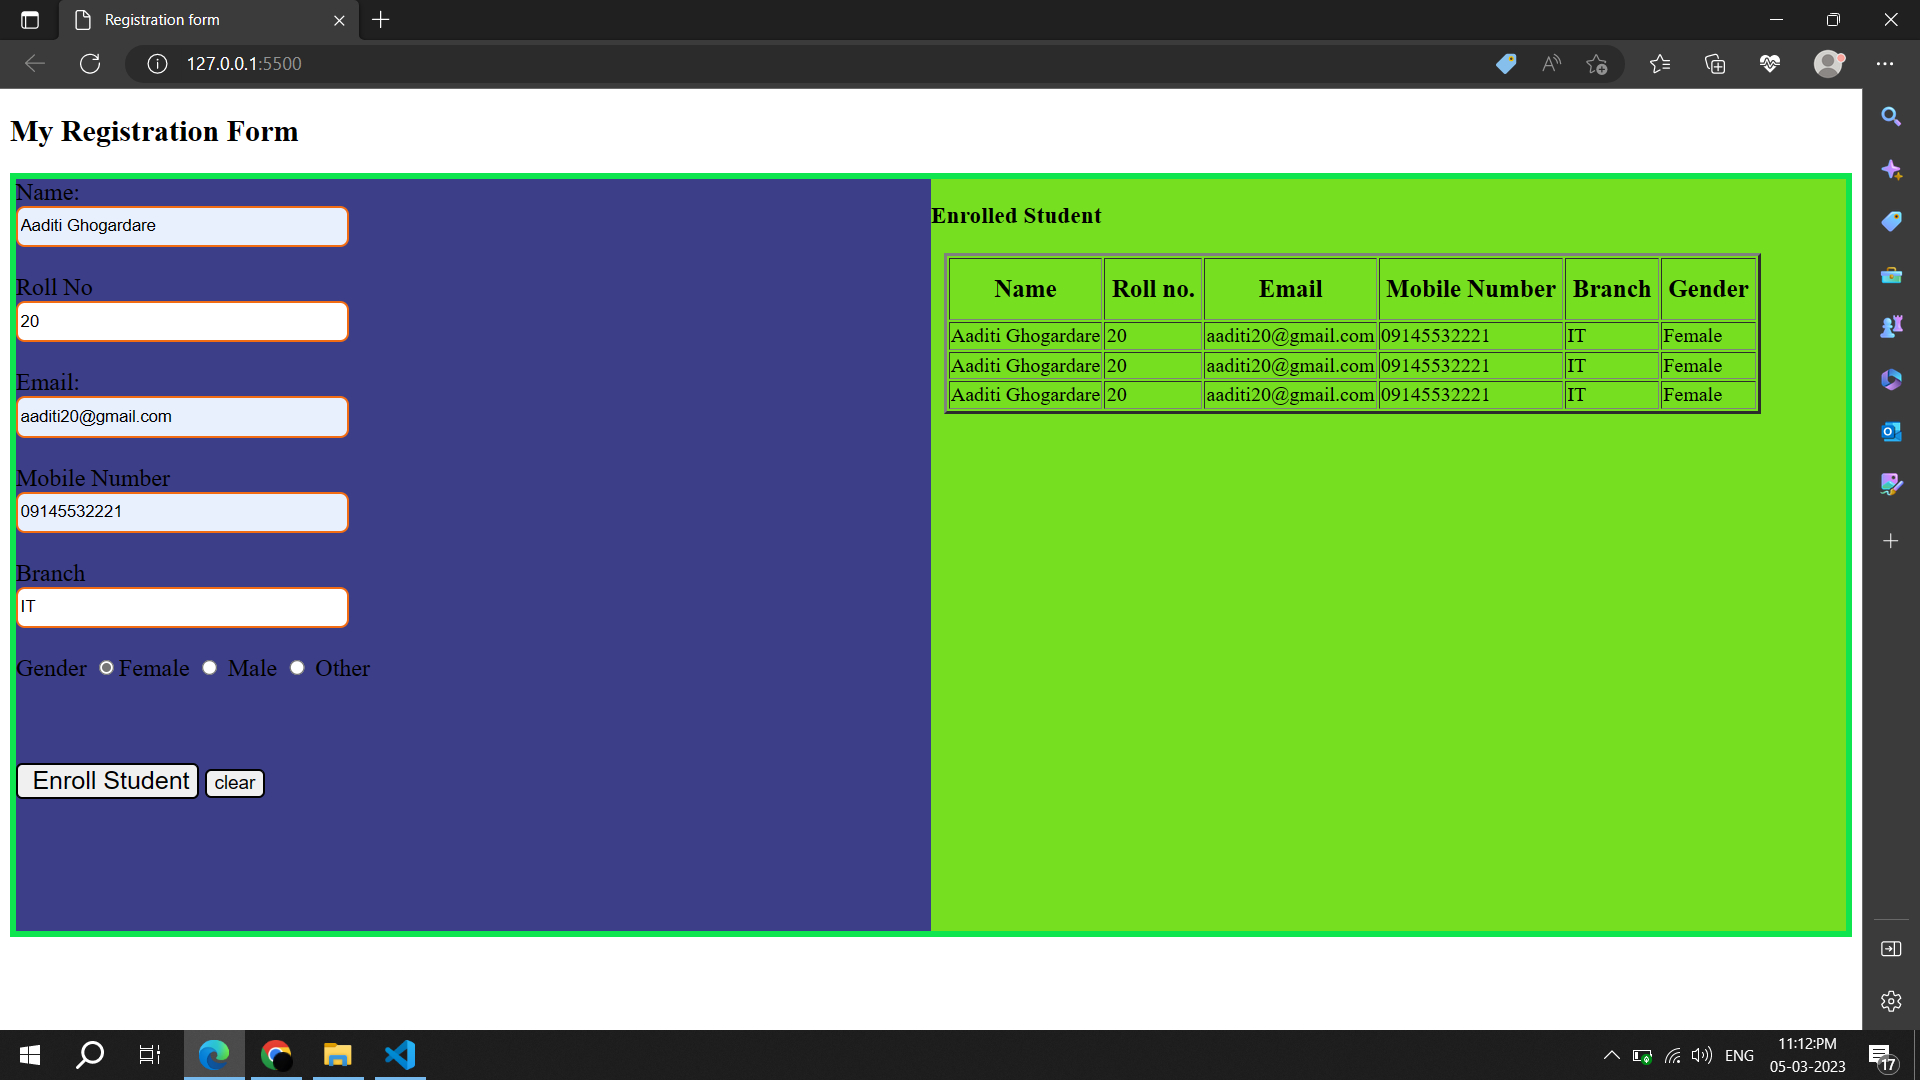 Registration form
127.0.0.1:5500
My Registration Form
Name:
Aaditi Ghogardare
Roll No
20
Email:
aaditi20@gmail.com
Mobile Number
09145532221
Branch
IT
Gender Female Male Other
Enroll Student clear
Enrolled Student
Name Roll no. Email Mobile Number Branch Gender
Aaditi Ghogardare 20 aaditi20@gmail.com 09145532221 IT Female
Aaditi Ghogardare 20 aaditi20@gmail.com 09145532221 IT Female
Aaditi Ghogardare 20 aaditi20@gmail.com 09145532221 IT Female
ENG
11:12:PM
05-03-2023
17